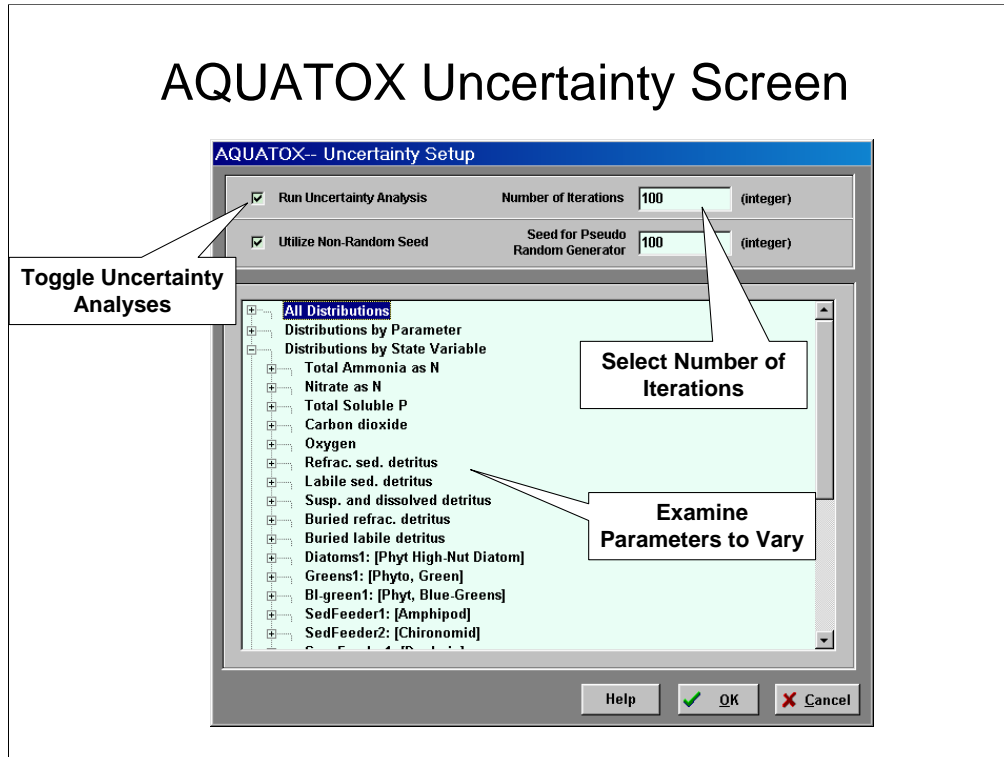 AQUATOX Uncertainty Screen
AQUATOX-- Uncertainty Setup
Run Uncertainty Analysis
Number of Iterations
100
(integer)
Utilize Non-Random Seed
Seed for Pseudo
Random Generator
100
(integer)
Toggle Uncertainty
Analyses
All Distributions
Distributions by Parameter
Distributions by State Variable
Total Ammonia as N
Nitrate as N
Total Soluble P
Carbon dioxide
Oxygen
Refrac. sed. detritus
Labile sed. detritus
Susp. and dissolved detritus
Buried refrac. detritus
Buried labile detritus
Diatoms1: [Phyt High-Nut Diatom]
Greens1: [Phyto, Green]
Bl-green1: [Phyt, Blue-Greens]
SedFeeder1: [Amphipod]
SedFeeder2: [Chironomid]
Select Number of
Iterations
Examine
Parameters to Vary
Help
OK
Cancel